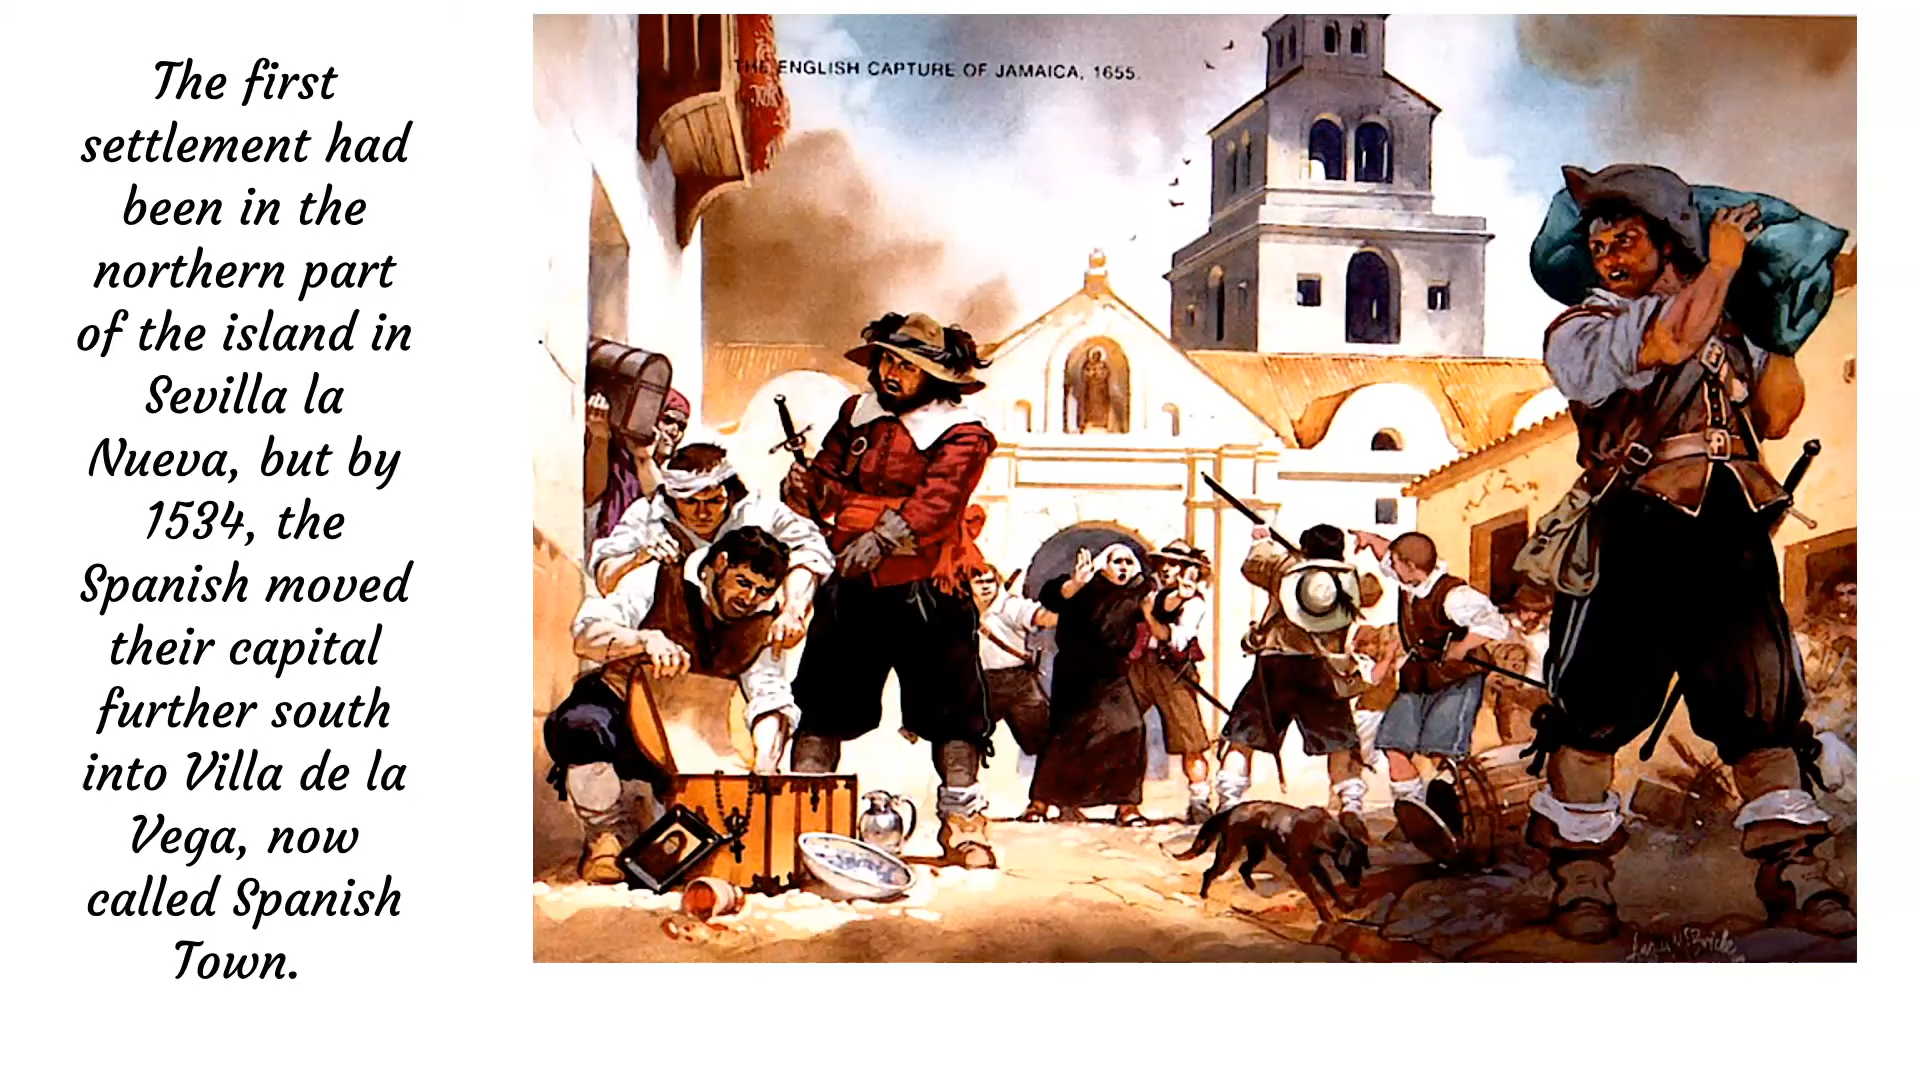 The first
settlement had
been in the
northern part
of the island in
Sevilla la
Nueva, but by
1534, the
Spanish moved
their capital
further south
into Villa de la
Vega, now
called Spanish
Town.
THE ENGLISH CAPTURE OF JAMAICA, 1655.
Angus McBride